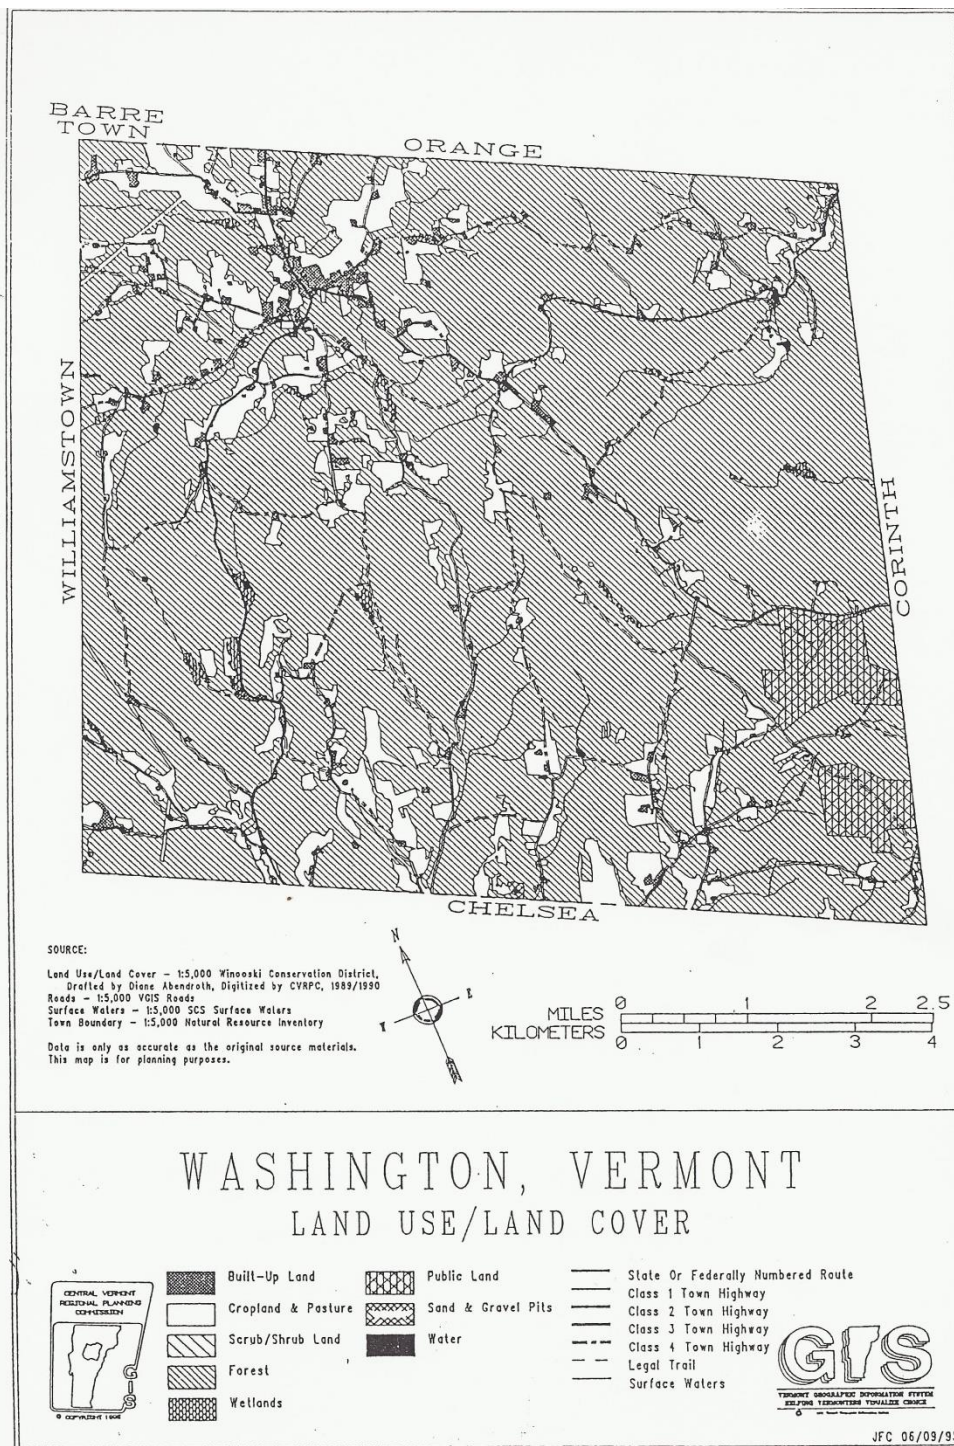 BARRE
TOWN
ORANGE
WILLIAMSTOWN
CORINTH
CHELSEA
SOURCE:
Land Use/Land Cover - 1:5,000 Winooski Conservation District,
Drafted by Diane Abendroth, Digitized by CVRPC, 1989/1990
Roads - 1:5,000 VGIS Roads
Surface Waters - 1:5,000 SCS Surface Waters
Town Boundary - 1:5,000 Natural Resource Inventory
Data is only as accurate as the original source materials.
This map is for planning purposes.
N
E
MILES 0 1 2 2.5
KILOMETERS 0 1 2 3 4
WASHINGTON, VERMONT
LAND USE/LAND COVER
CENTRAL VERMONT
REGIONAL PLANNING
COMMISSION
GIS
Built-Up Land
Cropland & Pasture
Scrub/Shrub Land
Forest
Wetlands
Public Land
Sand & Gravel Pits
Water
State Or Federally Numbered Route
Class 1 Town Highway
Class 2 Town Highway
Class 3 Town Highway
Class 4 Town Highway
Legal Trail
Surface Waters
GIS
VERMONT GEOGRAPHIC INFORMATION SYSTEM
HELPING VERMONTERS VISUALIZE CHOICE
JFC 06/09/93